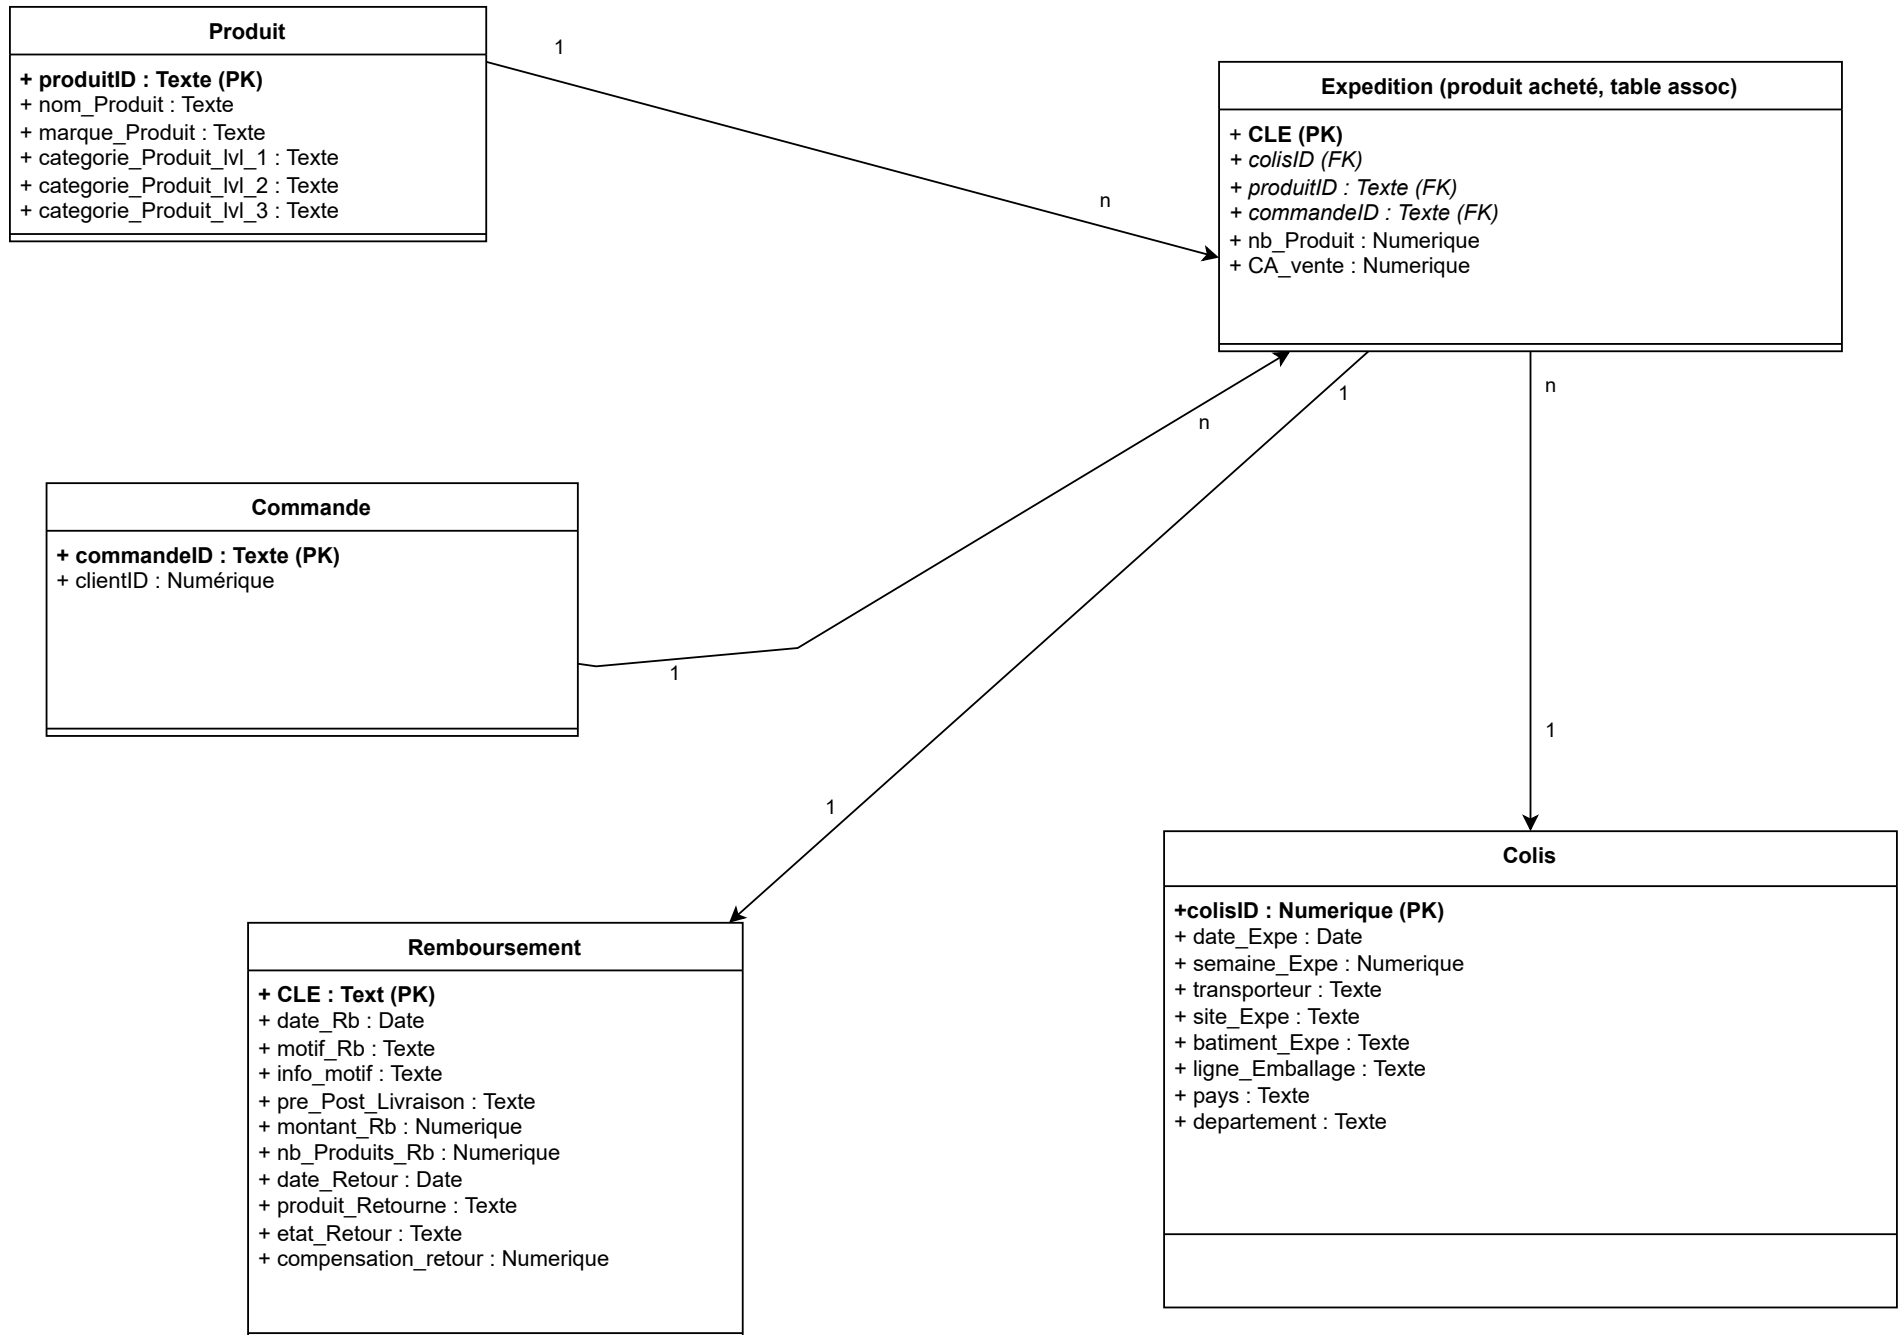 Produit
+ produitID : Texte (PK)
+ nom_Produit : Texte
+ marque_Produit : Texte
+ categorie_Produit_lvl_1 : Texte
+ categorie_Produit_lvl_2 : Texte
+ categorie_Produit_lvl_3 : Texte
1
n
Expedition (produit acheté, table assoc)
+ CLE (PK)
+ colisID (FK)
+ produitID : Texte (FK)
+ commandeID : Texte (FK)
+ nb_Produit : Numerique
+ CA_vente : Numerique
n
1
n
Commande
+ commandeID : Texte (PK)
+ clientID : Numérique
1
1
1
Remboursement
+ CLE : Text (PK)
+ date_Rb : Date
+ motif_Rb : Texte
+ info_motif : Texte
+ pre_Post_Livraison : Texte
+ montant_Rb : Numerique
+ nb_Produits_Rb : Numerique
+ date_Retour : Date
+ produit_Retourne : Texte
+ etat_Retour : Texte
+ compensation_retour : Numerique
Colis
+colisID : Numerique (PK)
+ date_Expe : Date
+ semaine_Expe : Numerique
+ transporteur : Texte
+ site_Expe : Texte
+ batiment_Expe : Texte
+ ligne_Emballage : Texte
+ pays : Texte
+ departement : Texte